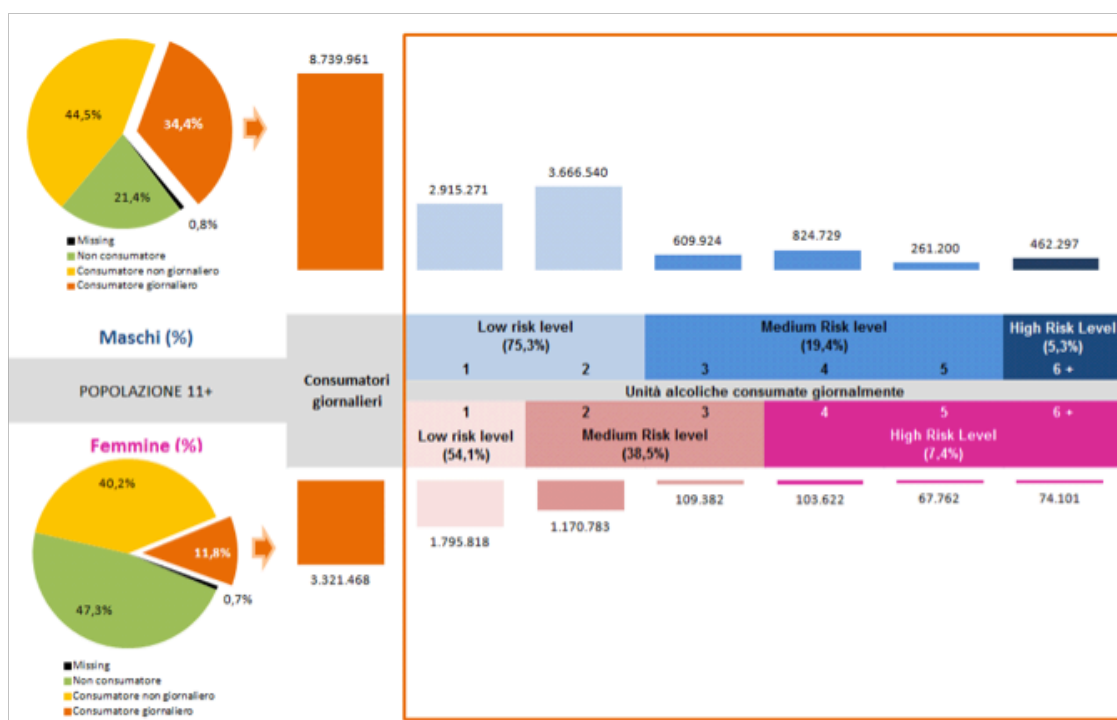 44,5%
34,4%
21,4%
0,8%
Missing
Non consumatore
Consumatore non giornaliero
Consumatore giornaliero
8.739.961
2.915.271
3.666.540
609.924
824.729
261.200
462.297
Maschi (%)
POPOLAZIONE 11+
Femmine (%)
Consumatori
giornalieri
Low risk level
(75,3%)
Medium Risk level
(19,4%)
High Risk Level
(5,3%)
1 2 3 4 5 6 +
Unità alcoliche consumate giornalmente
1 2 3 4 5 6 +
Low risk level
(54,1%)
Medium Risk level
(38,5%)
High Risk Level
(7,4%)
40,2%
11,8%
47,3%
0,7%
Missing
Non consumatore
Consumatore non giornaliero
Consumatore giornaliero
3.321.468
1.795.818
1.170.783
109.382
103.622
67.762
74.101